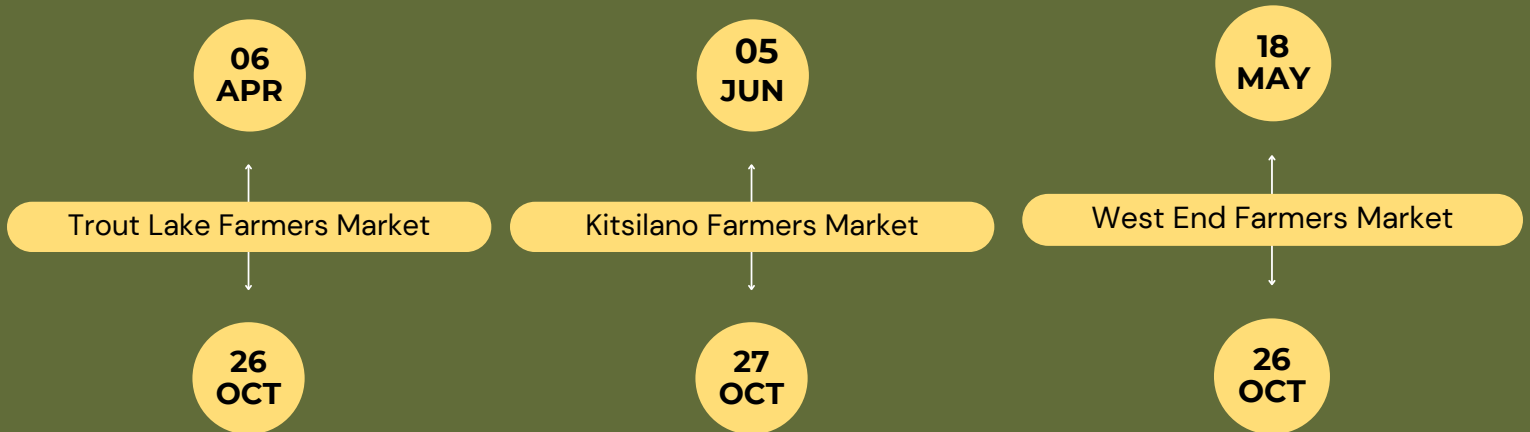 06
APR
Trout Lake Farmers Market
26
OCT
05
JUN
Kitsilano Farmers Market
27
OCT
18
MAY
West End Farmers Market
26
OCT